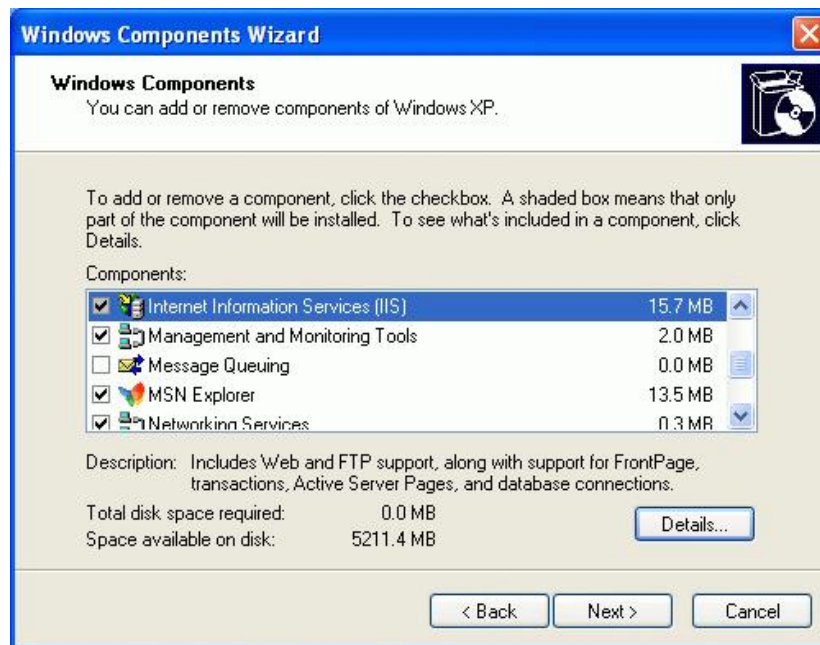 Windows Components Wizard
Windows Components
You can add or remove components of Windows XP.
To add or remove a component, click the checkbox. A shaded box means that only
part of the component will be installed. To see what's included in a component, click
Details.
Components:
Internet Information Services (IIS) 15.7 MB
Management and Monitoring Tools 2.0 MB
Message Queuing 0.0 MB
MSN Explorer 13.5 MB
Networking Services 0.3 MB
Description: Includes Web and FTP support, along with support for FrontPage,
transactions, Active Server Pages, and database connections.
Total disk space required: 0.0 MB
Space available on disk: 5211.4 MB
Details...
< Back Next > Cancel